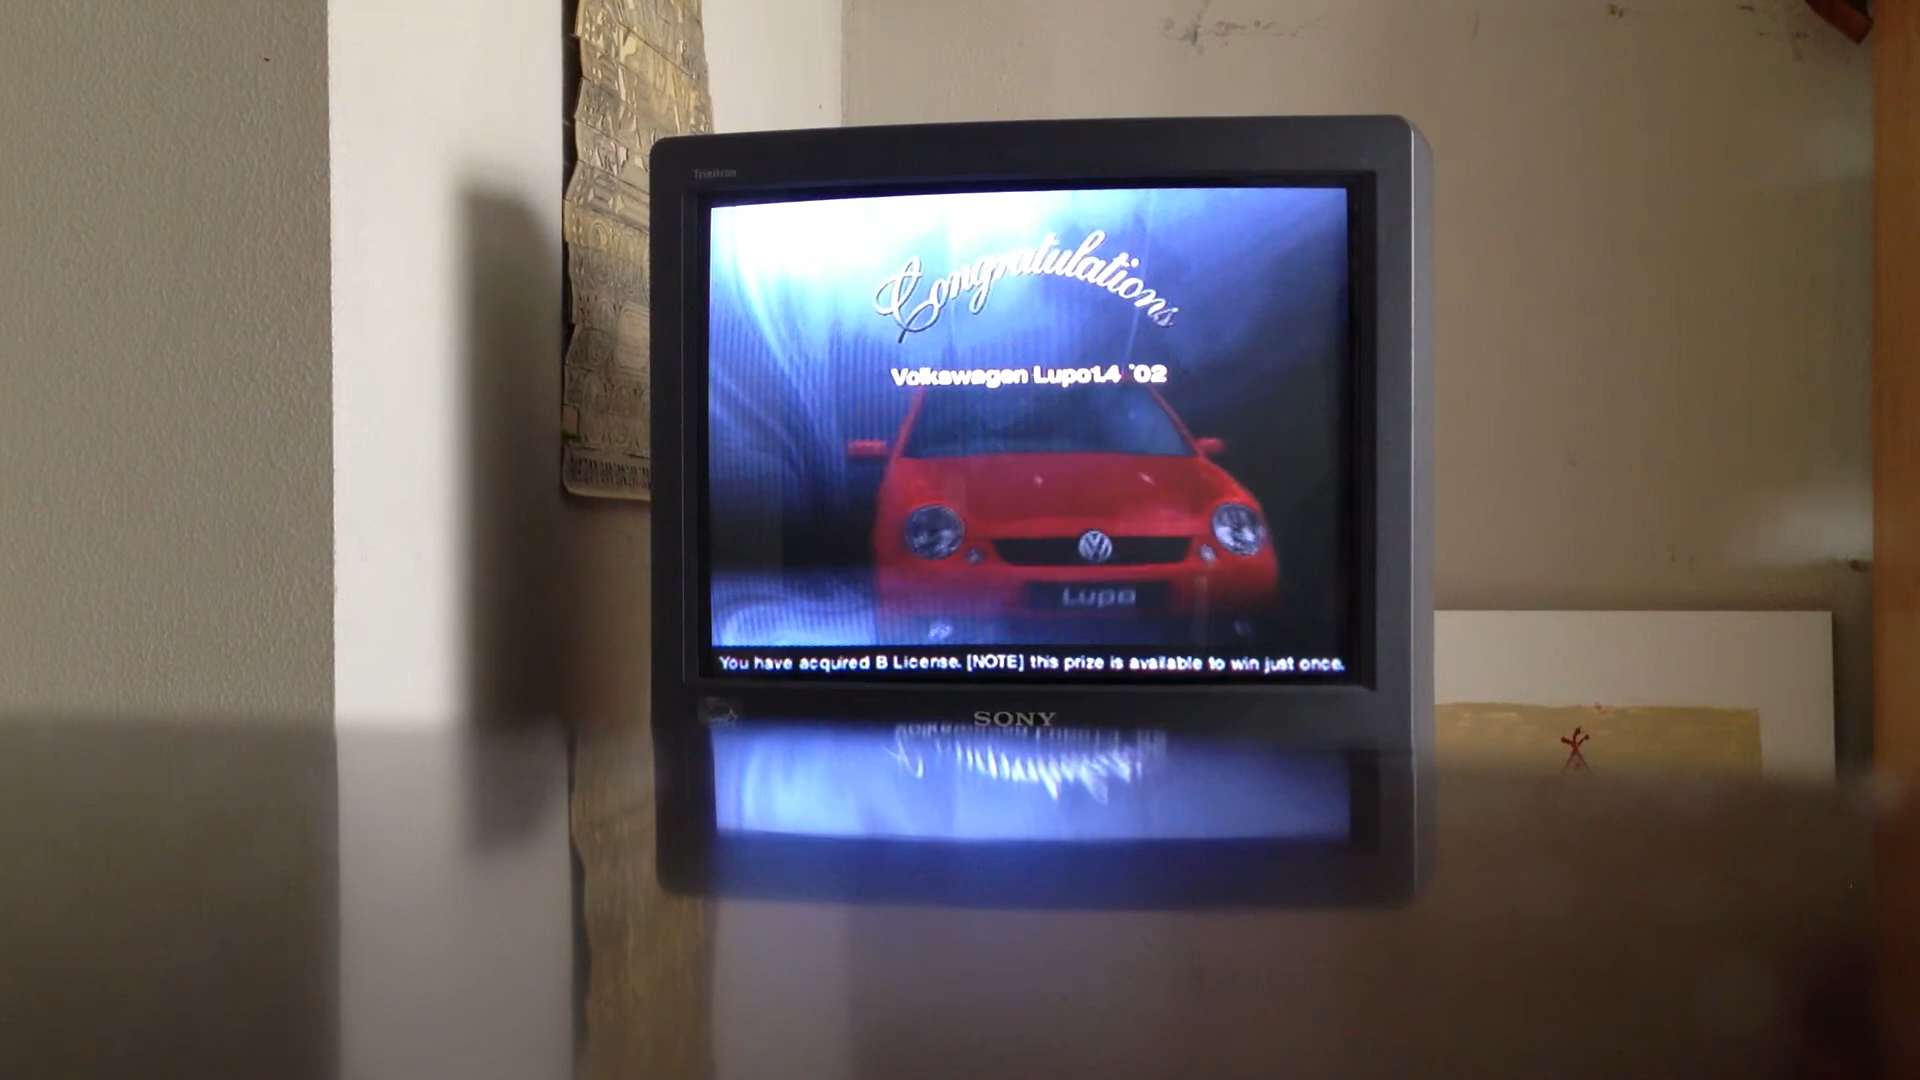 Trinitron
Congratulations
Volkswagen Lupo1.4 '02
Lupo
You have acquired B License. [NOTE] this prize is available to win just once.
SONY